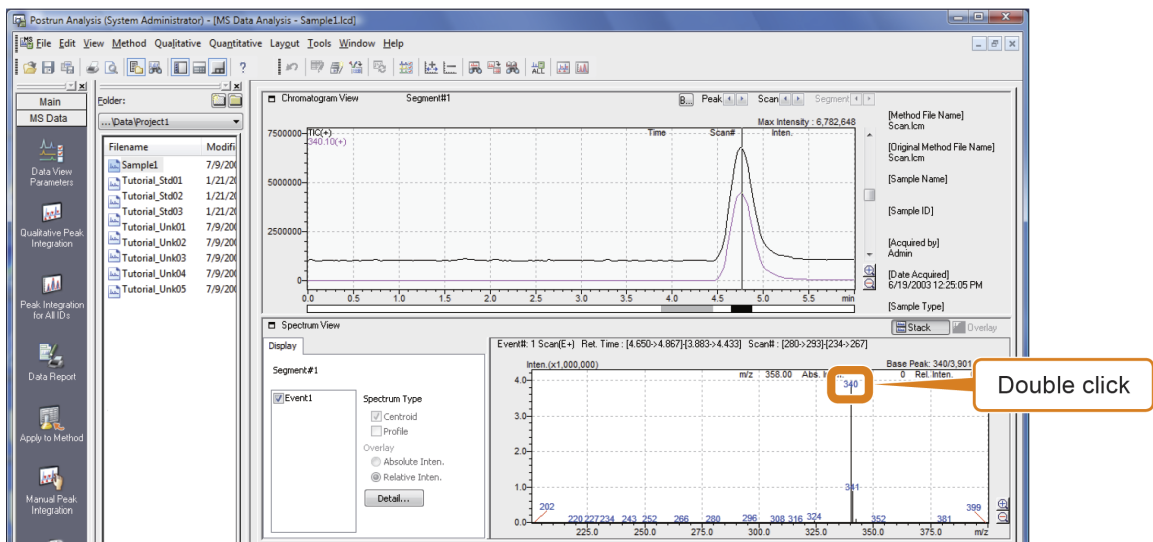 Postrun Analysis (System Administrator) - [MS Data Analysis - Sample1.lcd]
File Edit View Method Qualitative Quantitative Layout Tools Window Help
Main
MS Data
Data View
Parameters
Qualitative Peak
Integration
Peak Integration
for All IDs
Data Report
Apply to Method
Manual Peak
Integration
Folder:
...\Data\Project1
Filename Modifi
Sample1 7/9/200
Tutorial_Std01 1/21/20
Tutorial_Std02 1/21/20
Tutorial_Std03 1/21/20
Tutorial_Unk01 7/9/200
Tutorial_Unk02 7/9/200
Tutorial_Unk03 7/9/200
Tutorial_Unk04 7/9/200
Tutorial_Unk05 7/9/200
Chromatogram View Segment#1 B... Peak Scan Segment
Max Intensity : 6,782,648
Time Scan# Inten.
TIC(+)
340.10(+)
7500000
5000000
2500000
0
0.0 0.5 1.0 1.5 2.0 2.5 3.0 3.5 4.0 4.5 5.0 5.5 min
[Method File Name]
Scan.lcm
[Original Method File Name]
Scan.lcm
[Sample Name]
[Sample ID]
[Acquired by]
Admin
[Date Acquired]
6/19/2003 12:25:05 PM
[Sample Type]
Spectrum View
Stack Overlay
Display
Segment#1
Event1
Spectrum Type
Centroid
Profile
Overlay
Absolute Inten.
Relative Inten.
Detail...
Event#: 1 Scan(E+) Ret. Time : [4.650->4.867]-[3.883->4.433] Scan# : [280->293]-[234->267]
Inten.(x1,000,000)
Base Peak: 340/3,901
m/z 358.00 Abs. 0 Rel. Inten.
4.0
3.0
2.0
1.0
0.0
340
341
202 220 227 234 243 252 266 280 296 308 316 324 352 381 399
225.0 250.0 275.0 300.0 325.0 350.0 375.0 m/z
Double click